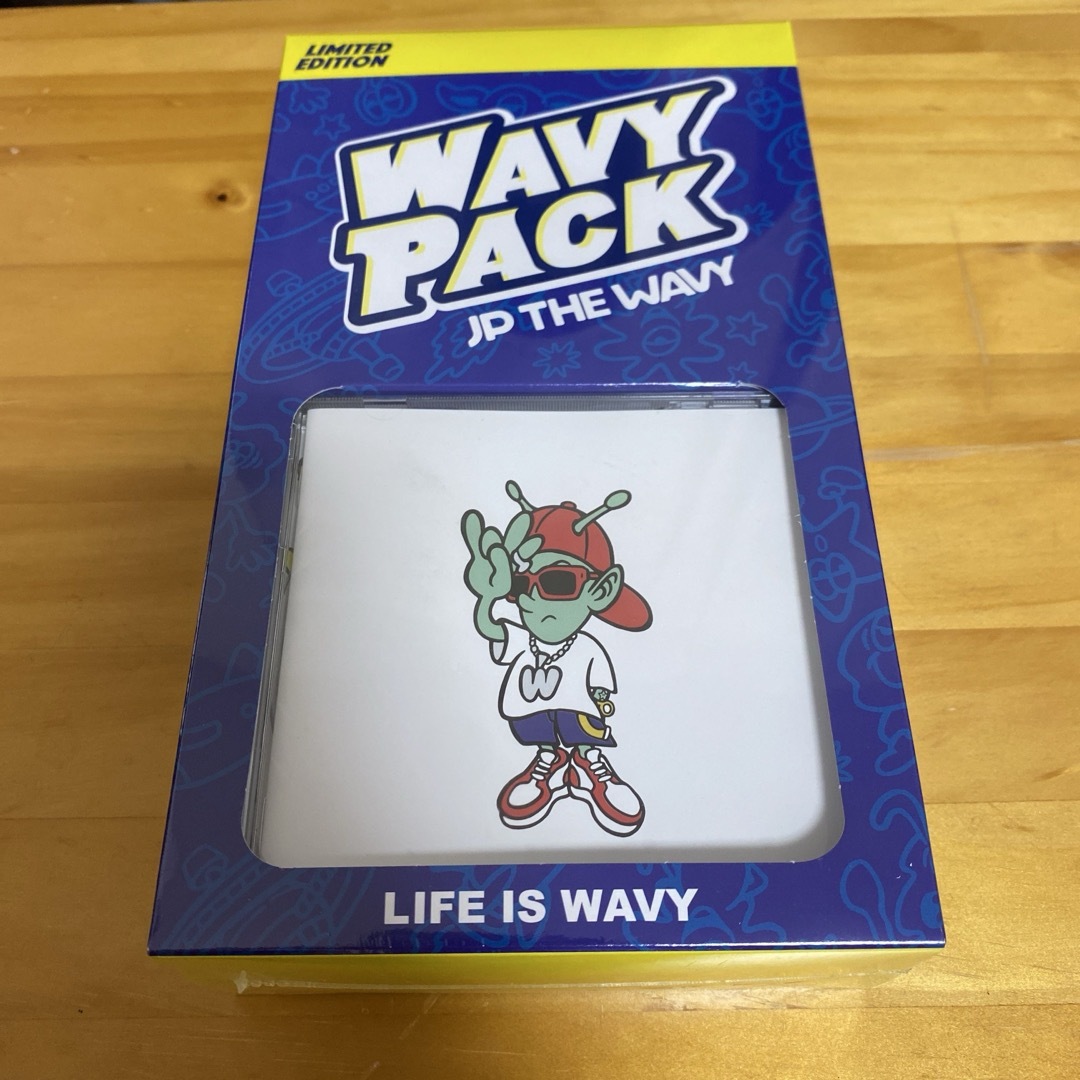 LIMITED
EDITION
WAVY
PACK
JP THE WAVY
W
LIFE IS WAVY